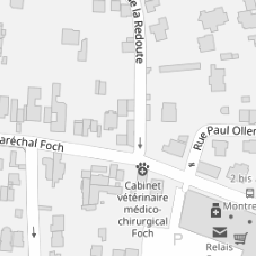 de la Redoute
Rue Paul Oller
aréchal Foch
2 bis
Cabinet
vétérinaire
médico-
chirurgical
Foch
Montre
P
Relais